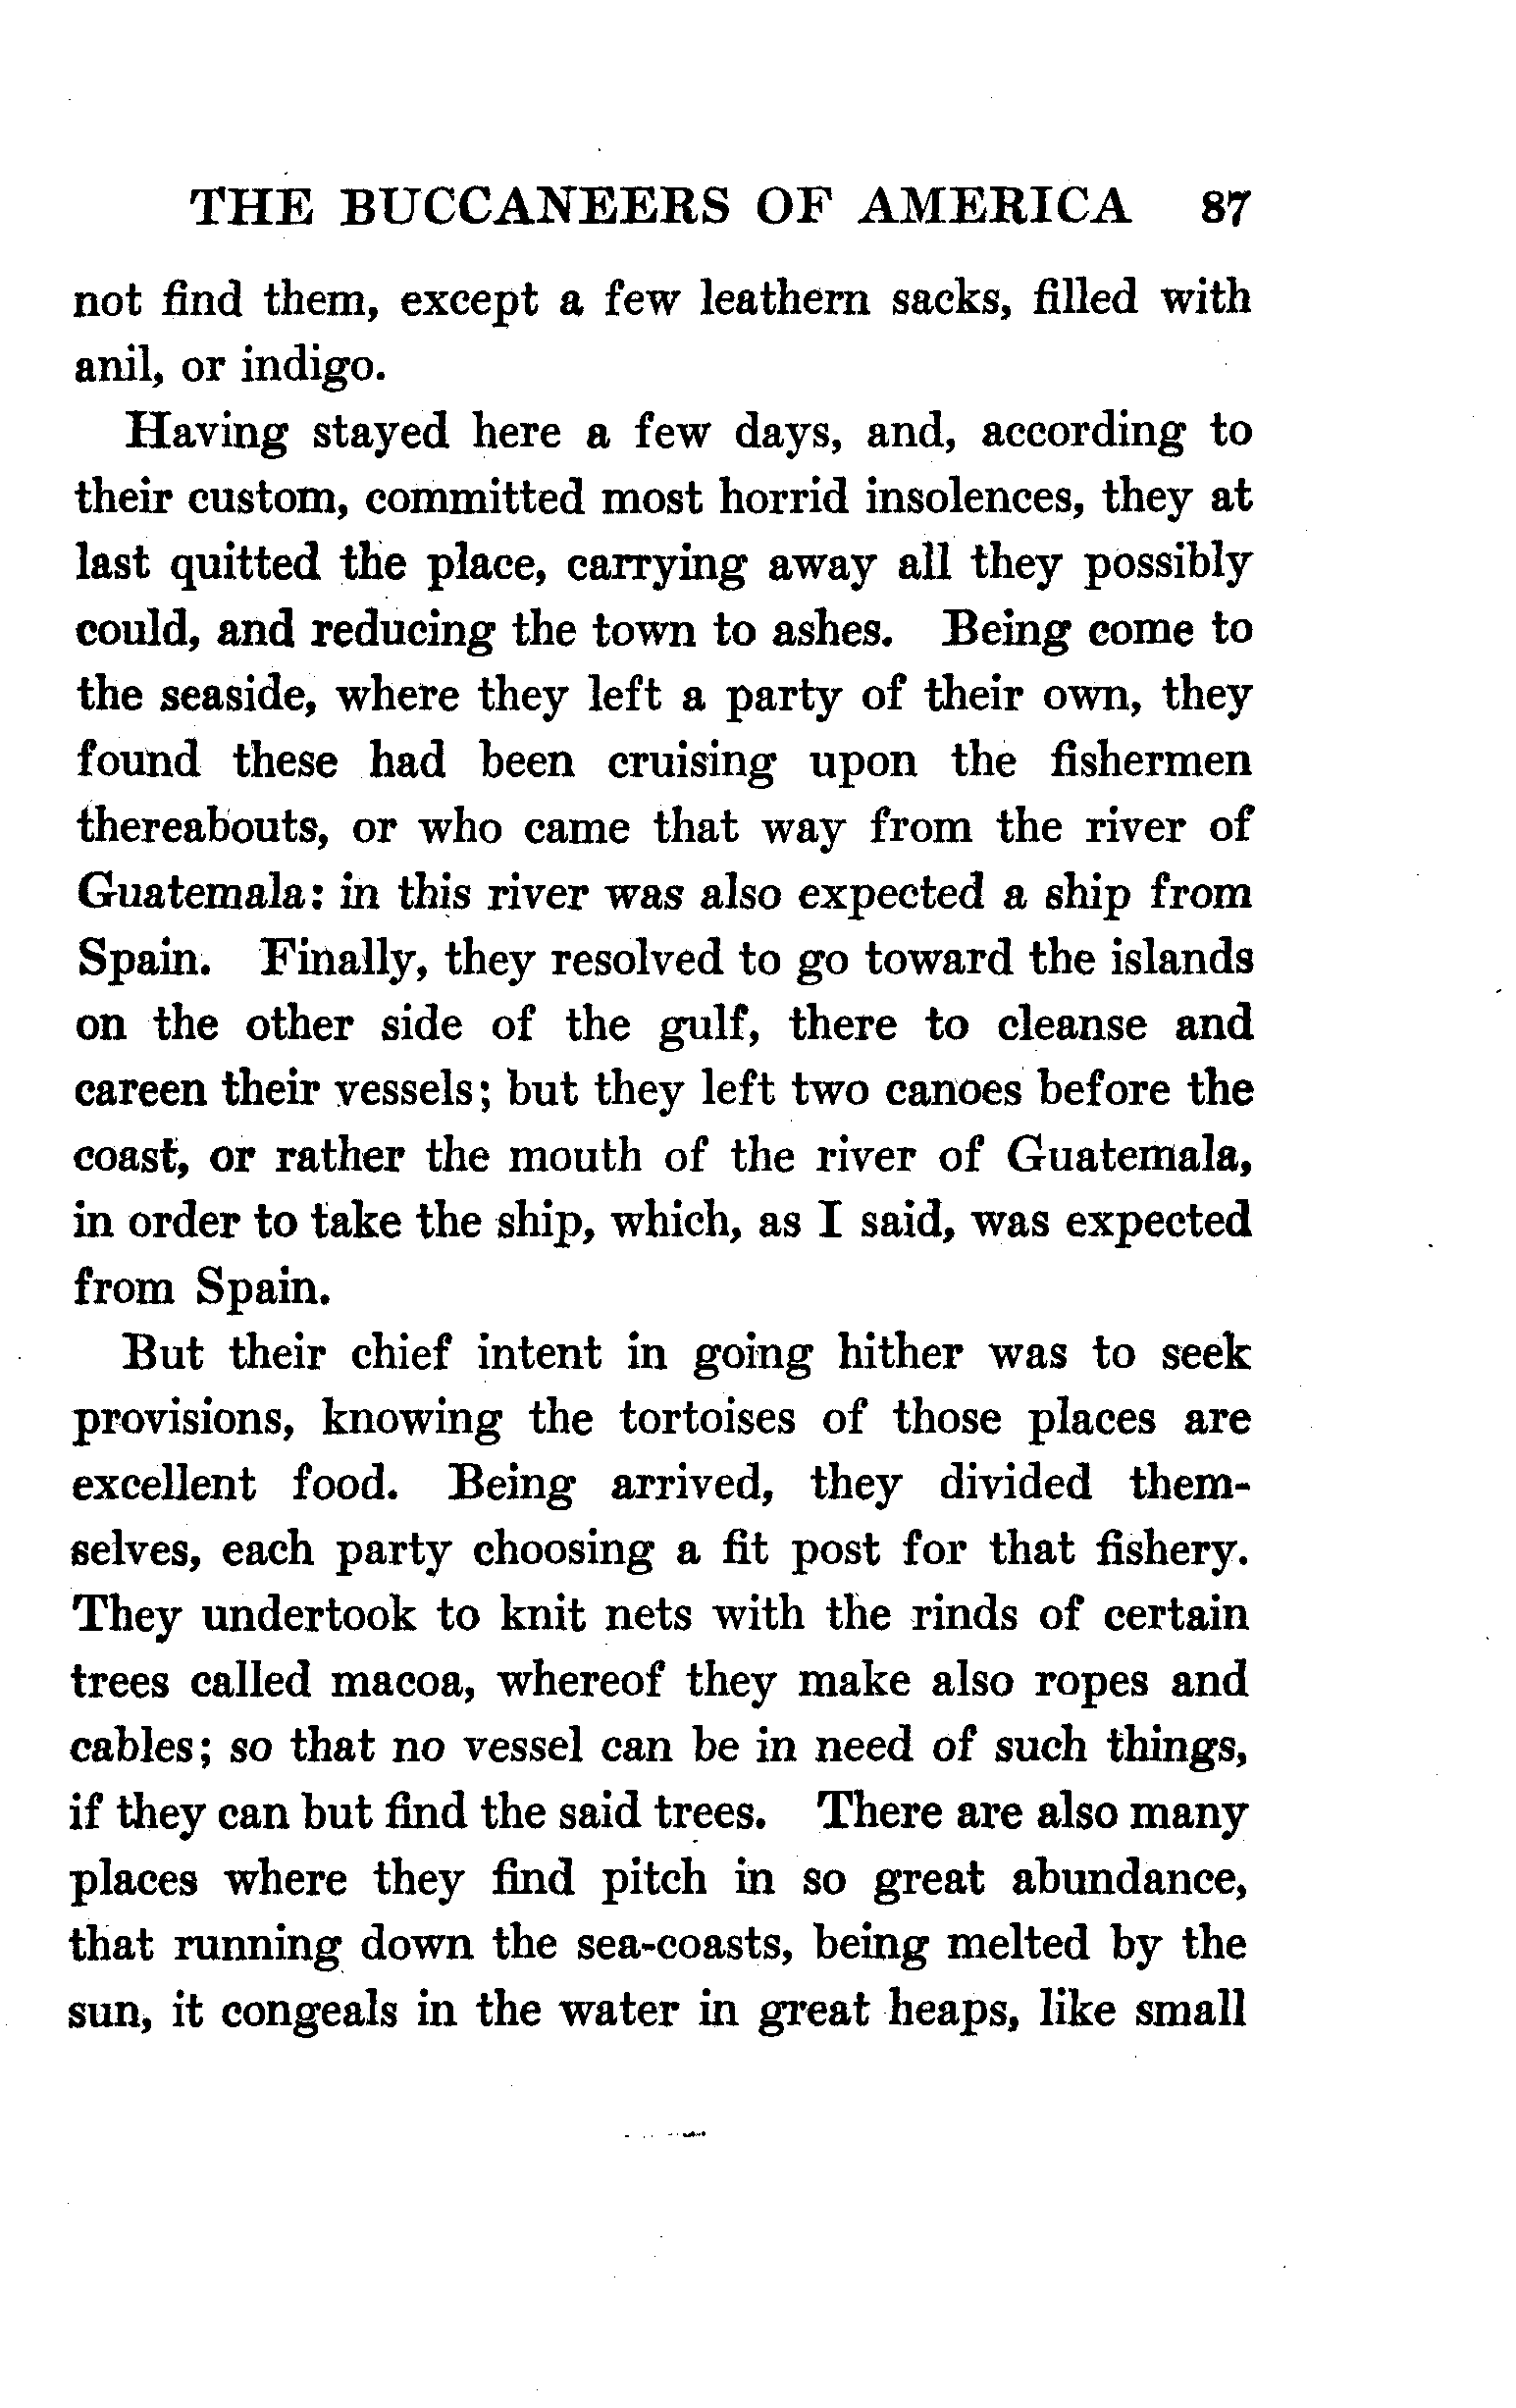 THE BUCCANEERS OF AMERICA 87
not find them, except a few leathern sacks, filled with
anil, or indigo.
Having stayed here a few days, and, according to
their custom, committed most horrid insolences, they at
last quitted the place, carrying away all they possibly
could, and reducing the town to ashes. Being come to
the seaside, where they left a party of their own, they
found these had been cruising upon the fishermen
thereabouts, or who came that way from the river of
Guatemala: in this river was also expected a ship from
Spain. Finally, they resolved to go toward the islands
on the other side of the gulf, there to cleanse and
careen their vessels; but they left two canoes before the
coast, or rather the mouth of the river of Guatemala,
in order to take the ship, which, as I said, was expected
from Spain.
But their chief intent in going hither was to seek
provisions, knowing the tortoises of those places are
excellent food. Being arrived, they divided them-
selves, each party choosing a fit post for that fishery.
They undertook to knit nets with the rinds of certain
trees called macoa, whereof they make also ropes and
cables; so that no vessel can be in need of such things,
if they can but find the said trees. There are also many
places where they find pitch in so great abundance,
that running down the sea-coasts, being melted by the
sun, it congeals in the water in great heaps, like small